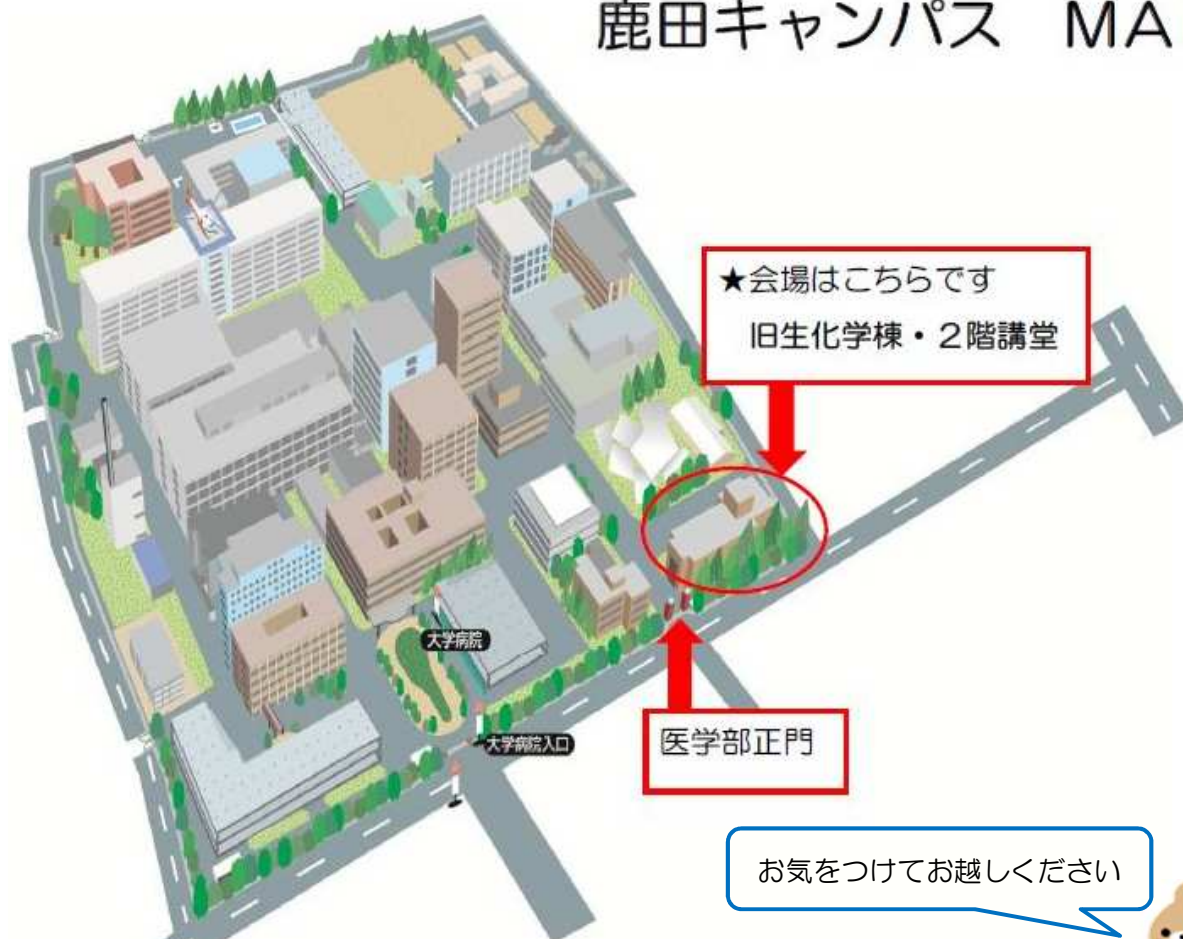 鹿田キャンパス MA
★会場はこちらです
旧生化学棟・２階講堂
大学病院
大学病院入口
医学部正門
お気をつけてお越しください